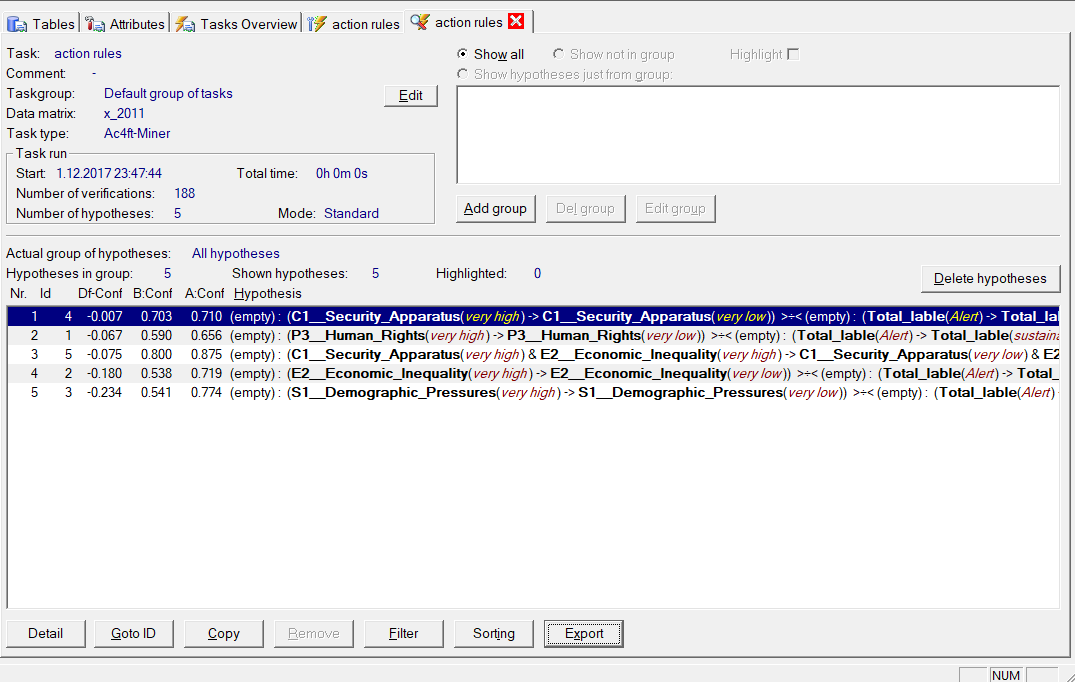 Tables Attributes Tasks Overview action rules action rules
Task: action rules
Comment: -
Taskgroup: Default group of tasks
Data matrix: x_2011
Task type: Ac4ft-Miner
Edit
Task run
Start: 1.12.2017 23:47:44 Total time: 0h 0m 0s
Number of verifications: 188
Number of hypotheses: 5 Mode: Standard
Show all Show not in group Highlight
Show hypotheses just from group:
Add group Del group Edit group
Actual group of hypotheses: All hypotheses
Hypotheses in group: 5 Shown hypotheses: 5 Highlighted: 0
Delete hypotheses
Nr. Id Df-Conf B:Conf A:Conf Hypothesis
1 4 -0.007 0.703 0.710 (empty) : (C1__Security_Apparatus(very high) -> C1__Security_Apparatus(very low)) >÷< (empty) : (Total_lable(Alert) -> Total_lal
2 1 -0.067 0.590 0.656 (empty) : (P3__Human_Rights(very high) -> P3__Human_Rights(very low)) >÷< (empty) : (Total_lable(Alert) -> Total_lable(sustaina
3 5 -0.075 0.800 0.875 (empty) : (C1__Security_Apparatus(very high) & E2__Economic_Inequality(very high) -> C1__Security_Apparatus(very low) & E2
4 2 -0.180 0.538 0.719 (empty) : (E2__Economic_Inequality(very high) -> E2__Economic_Inequality(very low)) >÷< (empty) : (Total_lable(Alert) -> Total_
5 3 -0.234 0.541 0.774 (empty) : (S1__Demographic_Pressures(very high) -> S1__Demographic_Pressures(very low)) >÷< (empty) : (Total_lable(Alert)
Detail Goto ID Copy Remove Filter Sorting Export
NUM